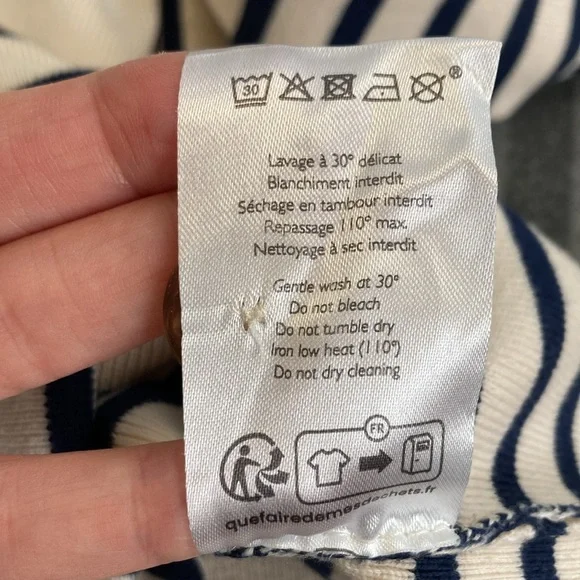 30 ®
Lavage à 30° délicat
Blanchiment interdit
Séchage en tambour interdit
Repassage 110° max.
Nettoyage à sec interdit
Gentle wash at 30°
Do not bleach
Do not tumble dry
Iron low heat (110°)
Do not dry cleaning
FR
quefairedemesdechets.fr